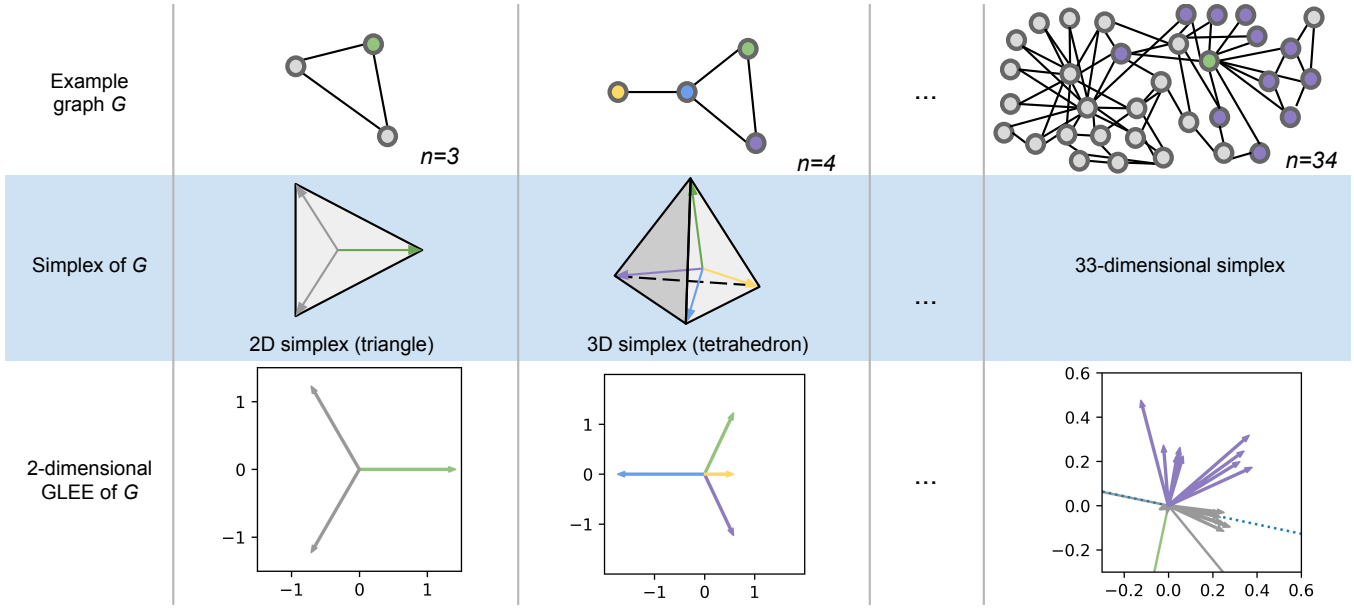 Example
graph G
n=3
n=4
...
n=34
Simplex of G
2D simplex (triangle)
3D simplex (tetrahedron)
...
33-dimensional simplex
2-dimensional
GLEE of G
1
0
−1
−1 0 1
1
0
−1
−1 0 1
...
0.6
0.4
0.2
0.0
−0.2
−0.2 0.0 0.2 0.4 0.6